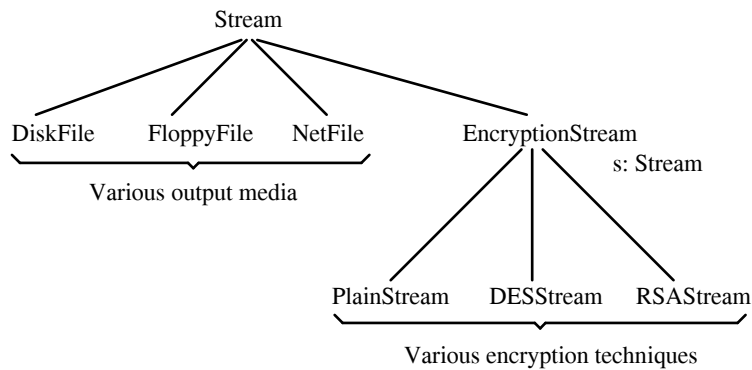 Stream
DiskFile FloppyFile NetFile EncryptionStream
s: Stream
Various output media
PlainStream DESStream RSAStream
Various encryption techniques